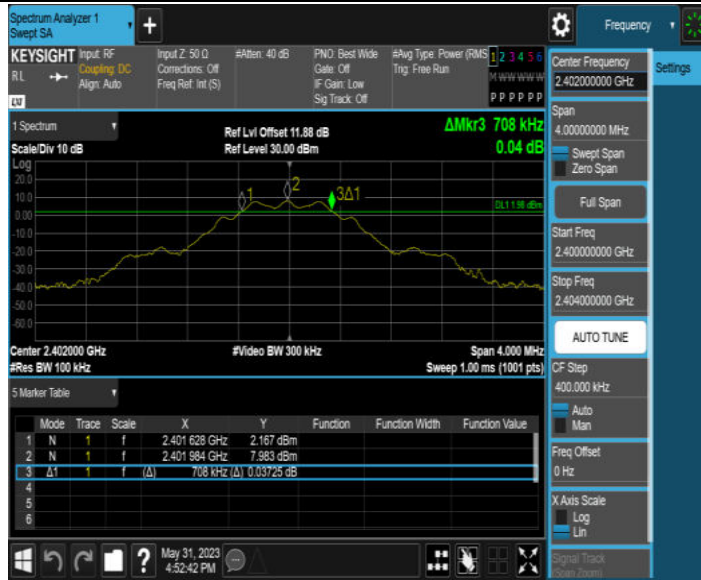 Spectrum Analyzer 1
Swept SA
+
Frequency
KEYSIGHT
RL
LXI
Input: RF
Coupling: DC
Align: Auto
Input Z: 50 Ω
Corrections: Off
Freq Ref: Int (S)
#Atten: 40 dB
PNO: Best Wide
Gate: Off
IF Gain: Low
Sig Track: Off
#Avg Type: Power (RMS
Trig: Free Run
1 2 3 4 5 6
M W W W W W
P P P P P P
1 Spectrum
Scale/Div 10 dB
Ref Lvl Offset 11.88 dB
Ref Level 30.00 dBm
ΔMkr3 708 kHz
0.04 dB
Log
20.0
10.0
0.00
-10.0
-20.0
-30.0
-40.0
-50.0
-60.0
1
2
3Δ1
DL1 1.98 dBm
Center 2.402000 GHz
#Video BW 300 kHz
Span 4.000 MHz
#Res BW 100 kHz
Sweep 1.00 ms (1001 pts)
5 Marker Table
Mode Trace Scale X Y Function Function Width Function Value
1 N 1 f 2.401 628 GHz 2.167 dBm
2 N 1 f 2.401 984 GHz 7.983 dBm
3 Δ1 1 f (Δ) 708 kHz (Δ) 0.03725 dB
4
5
6
?
May 31, 2023
4:52:42 PM
Center Frequency
2.402000000 GHz
Settings
Span
4.00000000 MHz
Swept Span
Zero Span
Full Span
Start Freq
2.400000000 GHz
Stop Freq
2.404000000 GHz
AUTO TUNE
CF Step
400.000 kHz
Auto
Man
Freq Offset
0 Hz
X Axis Scale
Log
Lin
Signal Track
(Span Zoom)